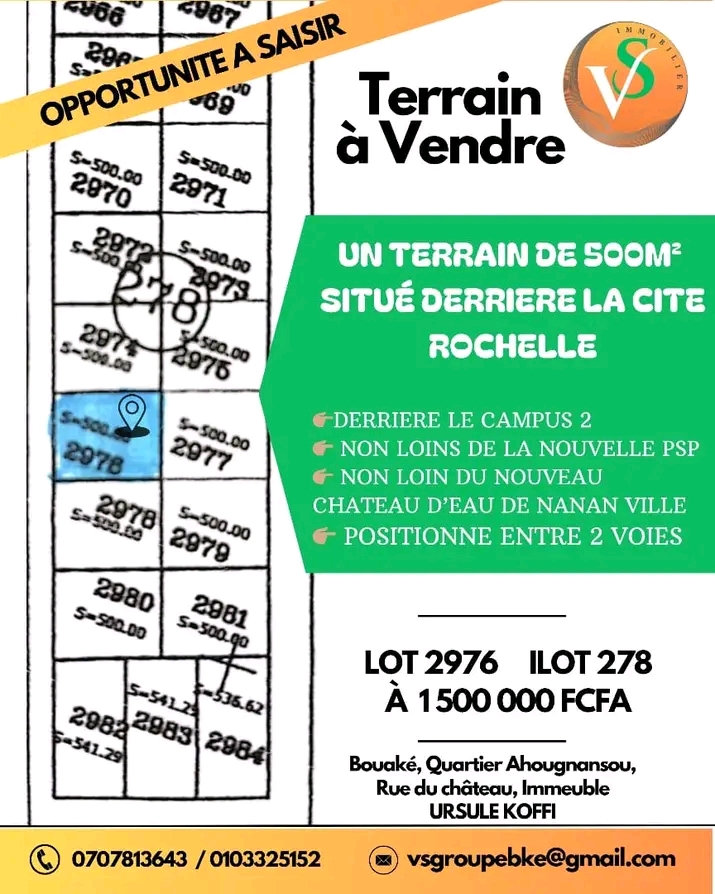 OPPORTUNITE A SAISIR
IMMOBILIER
VS
Terrain
à Vendre
UN TERRAIN DE 500M²
SITUÉ DERRIERE LA CITE
ROCHELLE
👉DERRIERE LE CAMPUS 2
👉 NON LOINS DE LA NOUVELLE PSP
👉 NON LOIN DU NOUVEAU
CHATEAU D'EAU DE NANAN VILLE
👉 POSITIONNE ENTRE 2 VOIES
LOT 2976 ILOT 278
À 1 500 000 FCFA
Bouaké, Quartier Ahougnansou,
Rue du château, Immeuble
URSULE KOFFI
0707813643 / 0103325152
vsgroupebke@gmail.com
2966
2967
S=500.00
2970
S=500.00
2971
2972
S=500.00
S=500.00
2973
278
2974
S=500.00
S=500.00
2975
2976
S=500.00
2977
2978
S=500.00
S=500.00
2979
2980
S=500.00
2981
S=500.00
2982
S=541.29
S=541.25
2983
S=536.62
2984